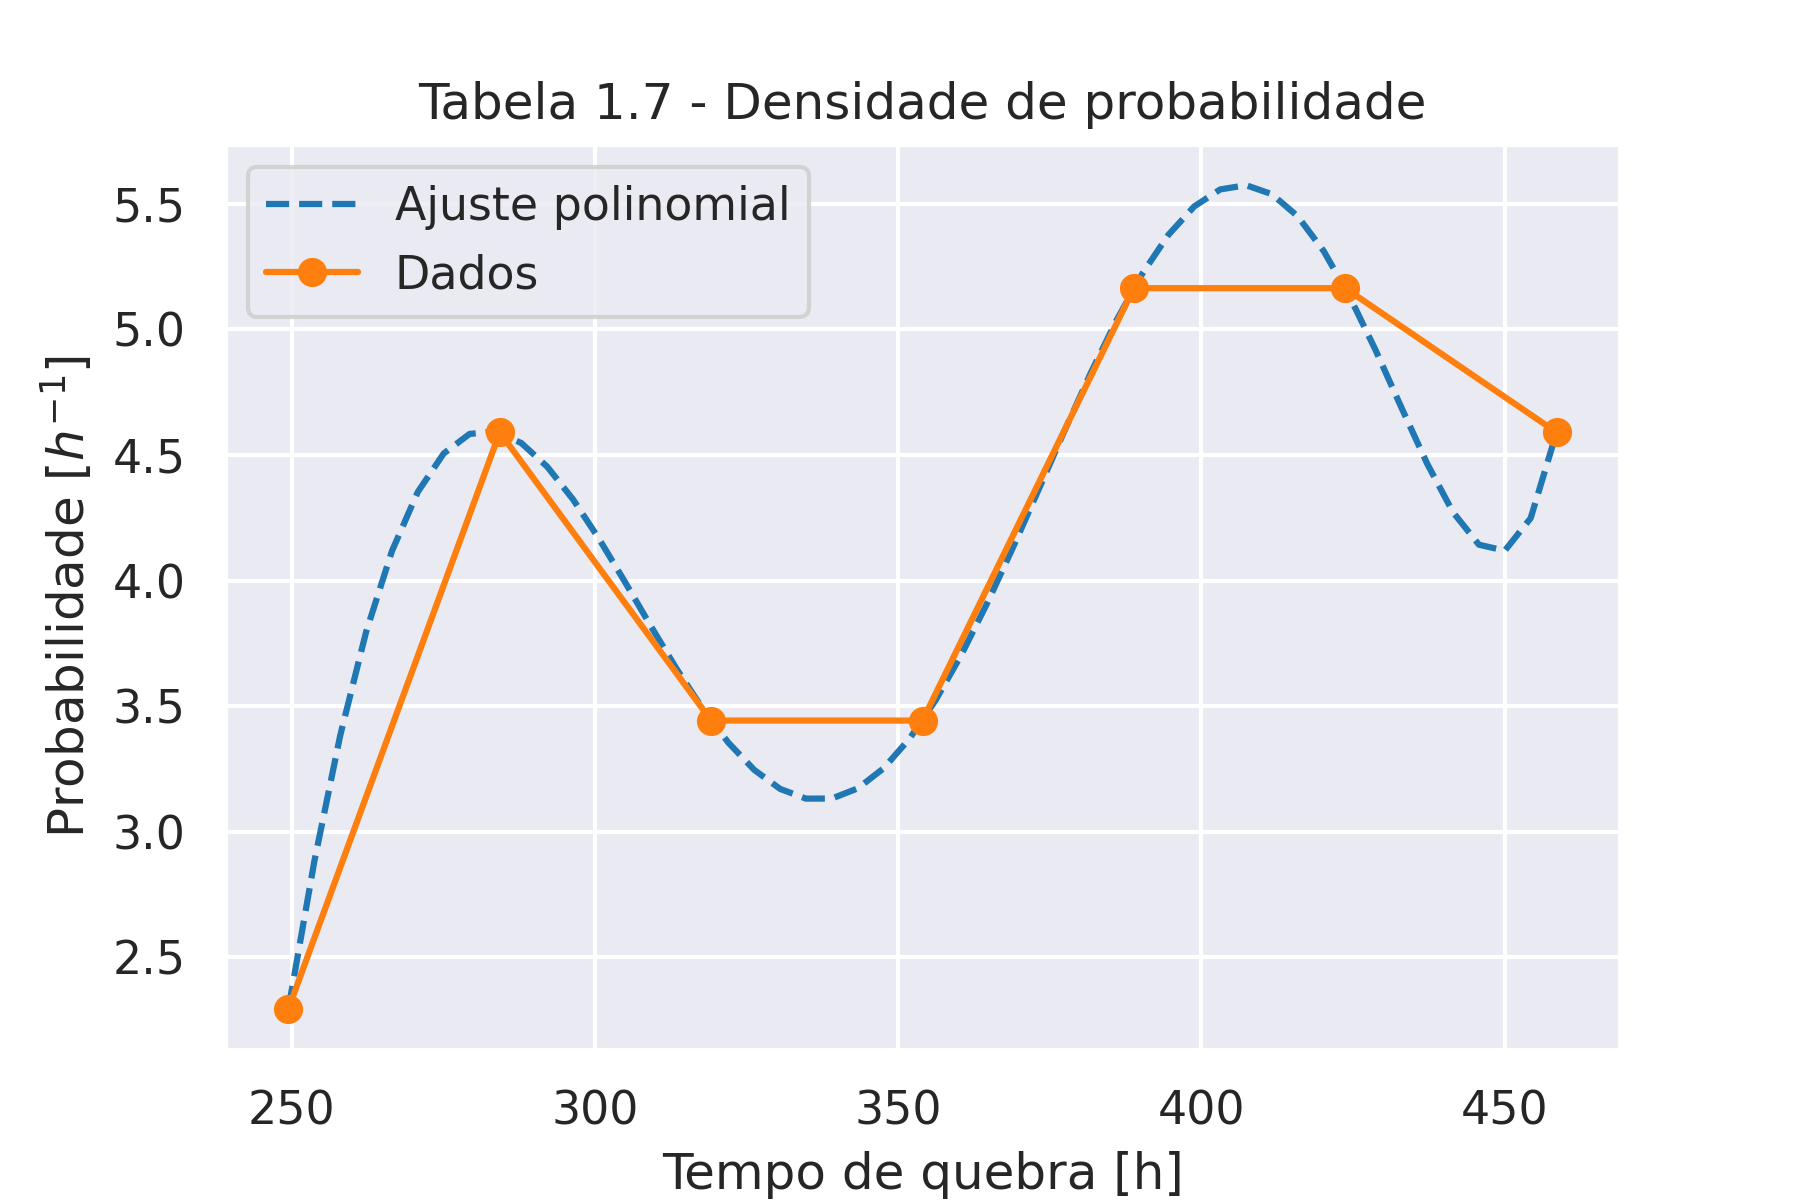 Tabela 1.7 - Densidade de probabilidade
Ajuste polinomial
Dados
5.5
5.0
4.5
4.0
3.5
3.0
2.5
Probabilidade [h⁻¹]
250 300 350 400 450
Tempo de quebra [h]